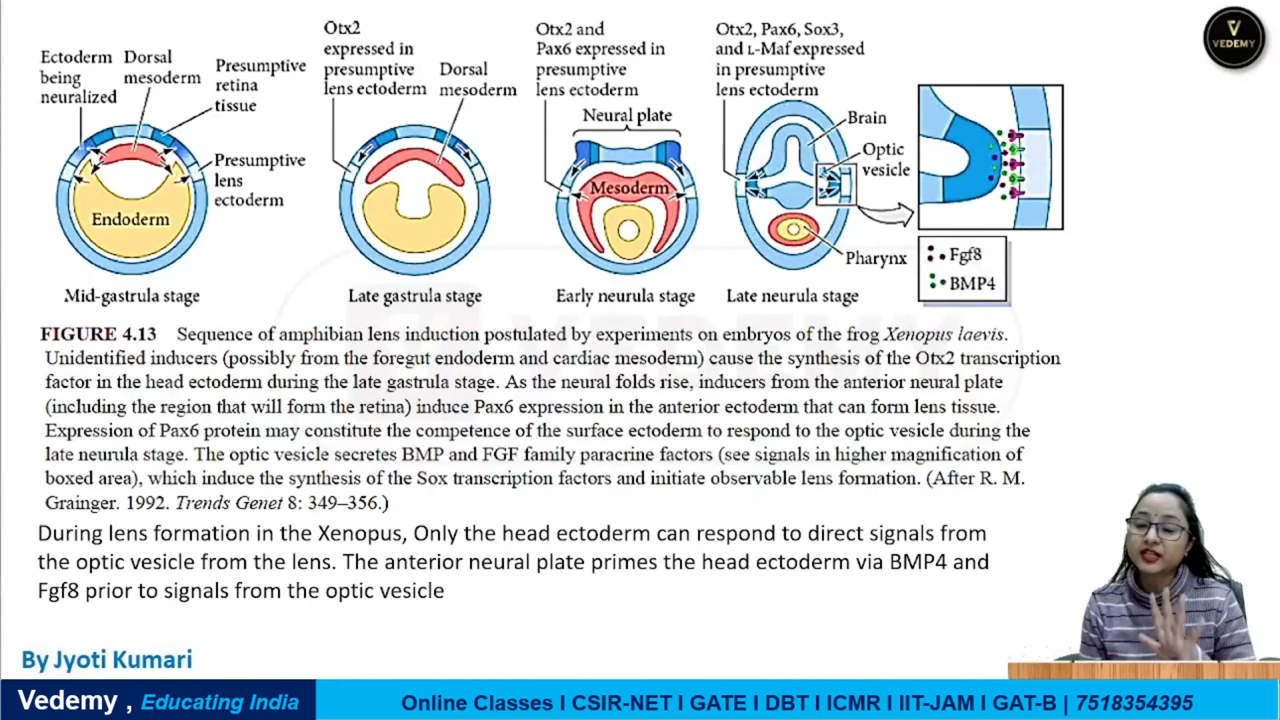 Ectoderm
being
neuralized
Dorsal
mesoderm
Presumptive
retina
tissue
Presumptive
lens
ectoderm
Endoderm
Mid-gastrula stage
Otx2
expressed in
presumptive
lens ectoderm
Dorsal
mesoderm
Late gastrula stage
Otx2 and
Pax6 expressed in
presumptive
lens ectoderm
Neural plate
Mesoderm
Early neurula stage
Otx2, Pax6, Sox3,
and L-Maf expressed
in presumptive
lens ectoderm
Brain
Optic
vesicle
Pharynx
Late neurula stage
Fgf8
BMP4
VEDEMY
FIGURE 4.13 Sequence of amphibian lens induction postulated by experiments on embryos of the frog Xenopus laevis.
Unidentified inducers (possibly from the foregut endoderm and cardiac mesoderm) cause the synthesis of the Otx2 transcription
factor in the head ectoderm during the late gastrula stage. As the neural folds rise, inducers from the anterior neural plate
(including the region that will form the retina) induce Pax6 expression in the anterior ectoderm that can form lens tissue.
Expression of Pax6 protein may constitute the competence of the surface ectoderm to respond to the optic vesicle during the
late neurula stage. The optic vesicle secretes BMP and FGF family paracrine factors (see signals in higher magnification of
boxed area), which induce the synthesis of the Sox transcription factors and initiate observable lens formation. (After R. M.
Grainger. 1992. Trends Genet 8: 349–356.)
During lens formation in the Xenopus, Only the head ectoderm can respond to direct signals from
the optic vesicle from the lens. The anterior neural plate primes the head ectoderm via BMP4 and
Fgf8 prior to signals from the optic vesicle
By Jyoti Kumari
Vedemy , Educating India
Online Classes I CSIR-NET I GATE I DBT I ICMR I IIT-JAM I GAT-B | 7518354395
VEDEMY